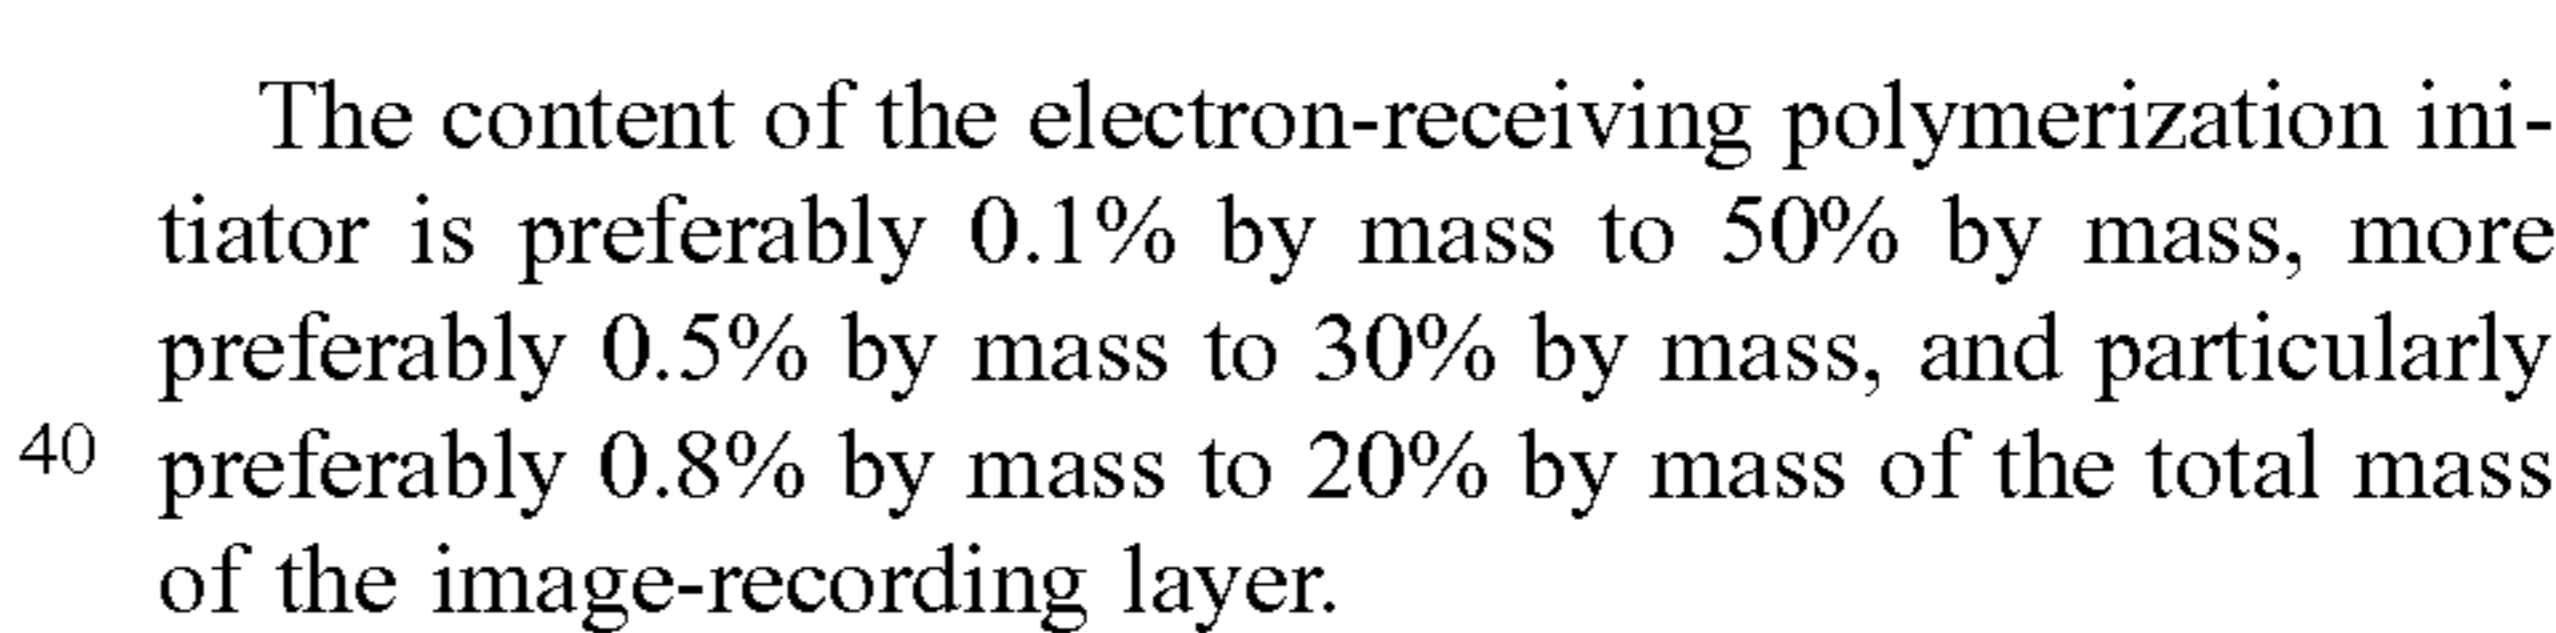 The content of the electron-receiving polymerization ini-
tiator is preferably 0.1% by mass to 50% by mass, more
preferably 0.5% by mass to 30% by mass, and particularly
40 preferably 0.8% by mass to 20% by mass of the total mass
of the image-recording layer.